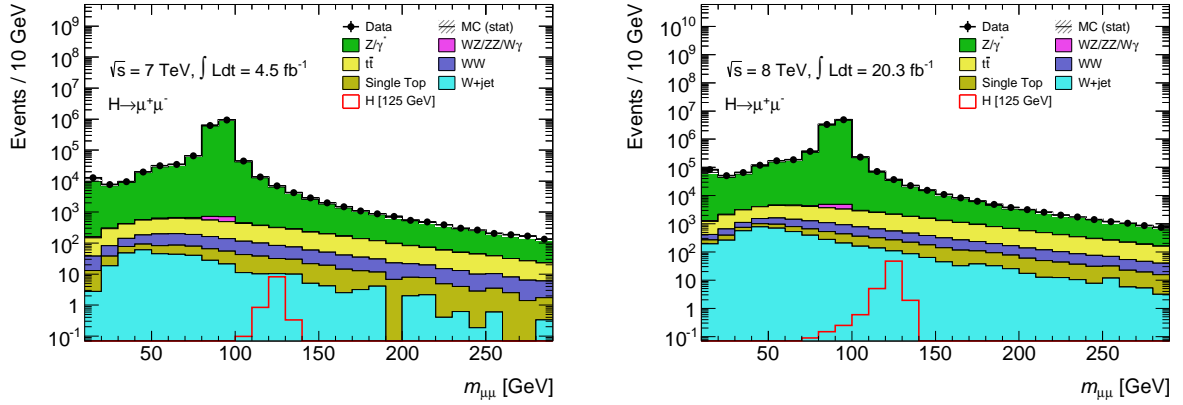 Events / 10 GeV
10⁹
10⁸
10⁷
10⁶
10⁵
10⁴
10³
10²
10
1
10⁻¹
Data
MC (stat)
Z/γ*
WZ/ZZ/Wγ
tt̄
WW
Single Top
W+jet
H [125 GeV]
√s = 7 TeV, ∫ Ldt = 4.5 fb⁻¹
H→μ⁺μ⁻
50 100 150 200 250
m_μμ [GeV]
Events / 10 GeV
10¹⁰
10⁹
10⁸
10⁷
10⁶
10⁵
10⁴
10³
10²
10
1
10⁻¹
Data
MC (stat)
Z/γ*
WZ/ZZ/Wγ
tt̄
WW
Single Top
W+jet
H [125 GeV]
√s = 8 TeV, ∫ Ldt = 20.3 fb⁻¹
H→μ⁺μ⁻
50 100 150 200 250
m_μμ [GeV]